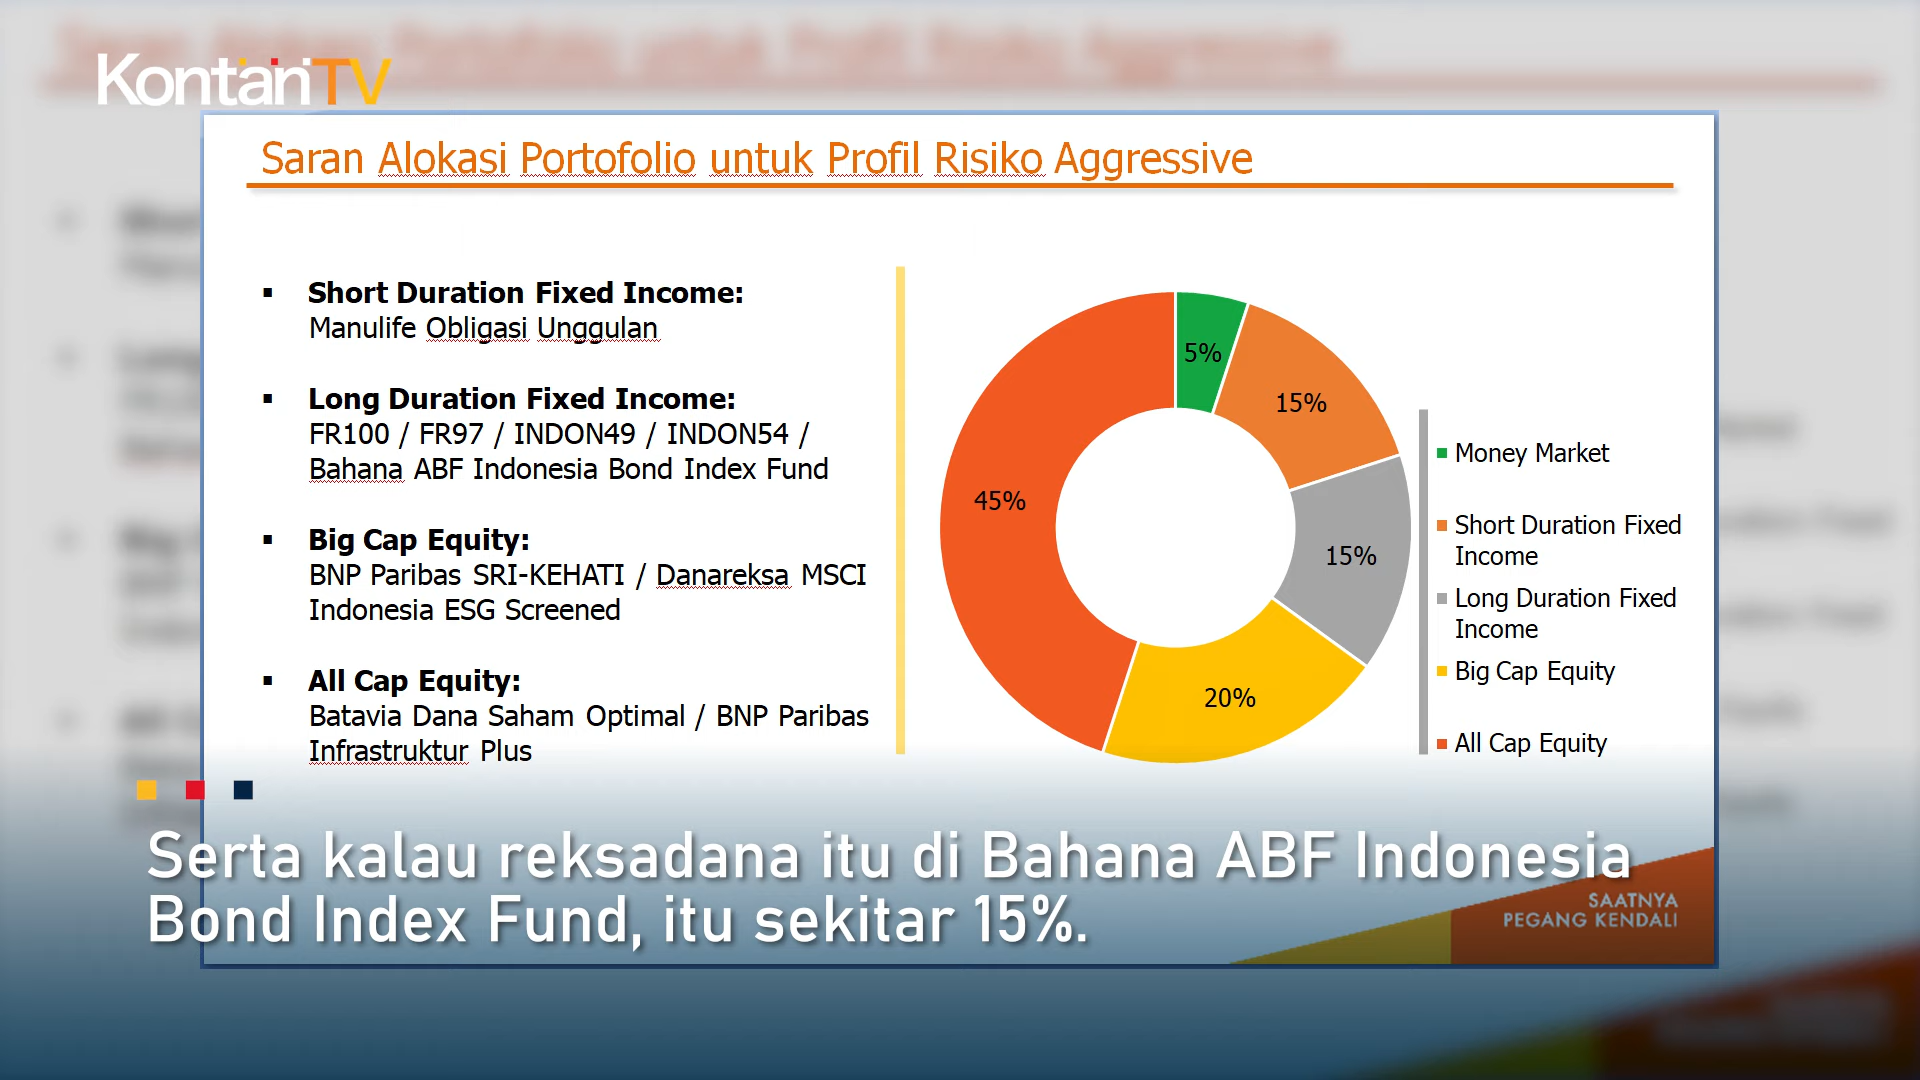 KontanTV
Saran Alokasi Portofolio untuk Profil Risiko Aggressive
▪ Short Duration Fixed Income:
Manulife Obligasi Unggulan
▪ Long Duration Fixed Income:
FR100 / FR97 / INDON49 / INDON54 /
Bahana ABF Indonesia Bond Index Fund
▪ Big Cap Equity:
BNP Paribas SRI-KEHATI / Danareksa MSCI
Indonesia ESG Screened
▪ All Cap Equity:
Batavia Dana Saham Optimal / BNP Paribas
Infrastruktur Plus
5%
15%
15%
20%
45%
Money Market
Short Duration Fixed
Income
Long Duration Fixed
Income
Big Cap Equity
All Cap Equity
Serta kalau reksadana itu di Bahana ABF Indonesia
Bond Index Fund, itu sekitar 15%.
SAATNYA
PEGANG KENDALI